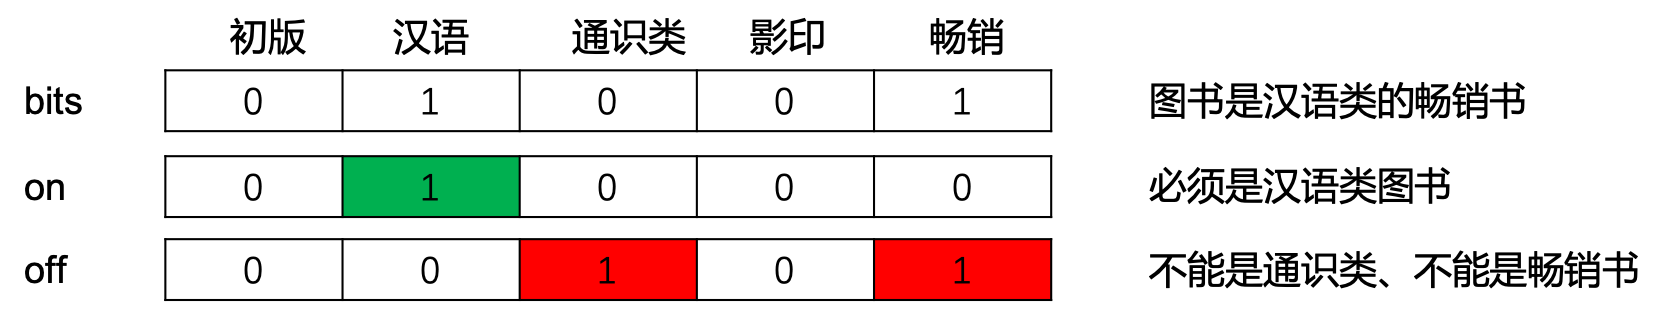 初版 汉语 通识类 影印 畅销
bits 0 1 0 0 1 图书是汉语类的畅销书
on 0 1 0 0 0 必须是汉语类图书
off 0 0 1 0 1 不能是通识类、不能是畅销书